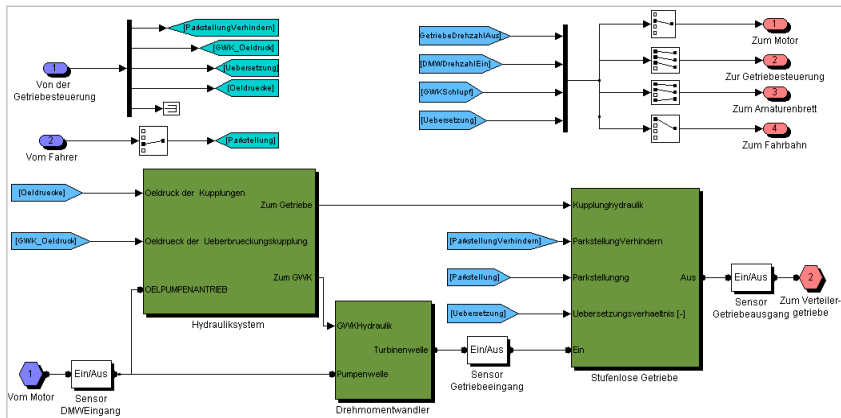 [ParkstellungVerhindern]
[GWK_Oeldruck]
[Uebersetzung]
[Oeldruecke]
1
Von der
Getriebesteuerung
2
Vom Fahrer
[Parkstellung]
GetriebeDrehzahlAus]
[DMWDrehzahlEin]
[GWKSchlupf]
[Uebersetzung]
1
Zum Motor
2
Zur Getriebesteuerung
3
Zum Amaturenbrett
4
Zum Fahrbahn
[Oeldruecke]
[GWK_Oeldruck]
Oeldruck der Kupplungen
Zum Getriebe
Oeldrueck der Ueberbrueckungskupplung
Zum GWK
OELPUMPENANTRIEB
Hydrauliksystem
GWKHydraulik
Turbinenwelle
Pumpenwelle
Drehmomentwandler
1
Vom Motor
Ein/Aus
Sensor
DMWEingang
Ein/Aus
Sensor
Getriebeeingang
[ParkstellungVerhindern]
[Parkstellung]
[Uebersetzung]
Kupplunghydraulik
ParkstellungVerhindern
Parkstellungng
Aus
Uebersetzungsverhaeltnis [-]
Ein
Stufenlose Getriebe
Ein/Aus
Sensor
Getriebeausgang
2
Zum Verteiler-
getriebe